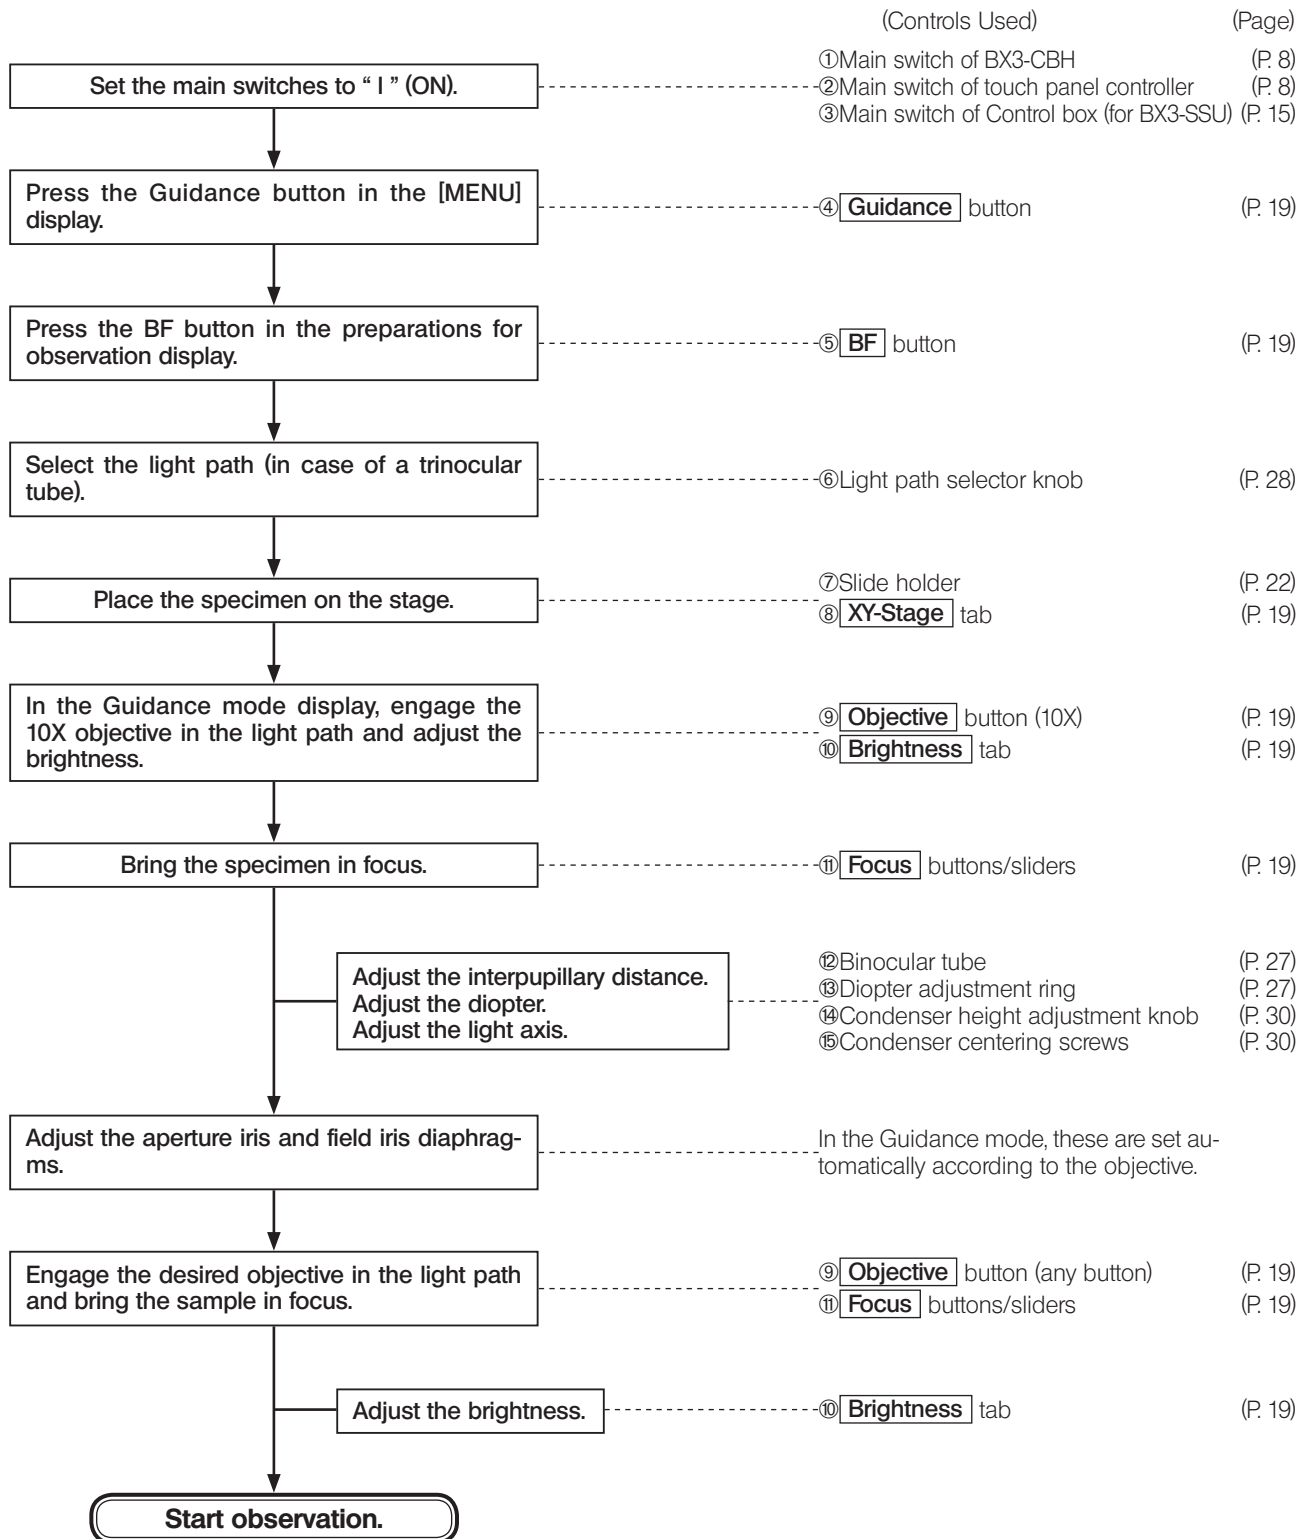 (Controls Used) (Page)
Set the main switches to “ I ” (ON).
①Main switch of BX3-CBH (P. 8)
②Main switch of touch panel controller (P. 8)
③Main switch of Control box (for BX3-SSU) (P. 15)
Press the Guidance button in the [MENU]
display.
④ Guidance button (P. 19)
Press the BF button in the preparations for
observation display.
⑤ BF button (P. 19)
Select the light path (in case of a trinocular
tube).
⑥Light path selector knob (P. 28)
Place the specimen on the stage.
⑦Slide holder (P. 22)
⑧ XY-Stage tab (P. 19)
In the Guidance mode display, engage the
10X objective in the light path and adjust the
brightness.
⑨ Objective button (10X) (P. 19)
⑩ Brightness tab (P. 19)
Bring the specimen in focus.
⑪ Focus buttons/sliders (P. 19)
Adjust the interpupillary distance.
Adjust the diopter.
Adjust the light axis.
⑫Binocular tube (P. 27)
⑬Diopter adjustment ring (P. 27)
⑭Condenser height adjustment knob (P. 30)
⑮Condenser centering screws (P. 30)
Adjust the aperture iris and field iris diaphrag-
ms.
In the Guidance mode, these are set au-
tomatically according to the objective.
Engage the desired objective in the light path
and bring the sample in focus.
⑨ Objective button (any button) (P. 19)
⑪ Focus buttons/sliders (P. 19)
Adjust the brightness.
⑩ Brightness tab (P. 19)
Start observation.